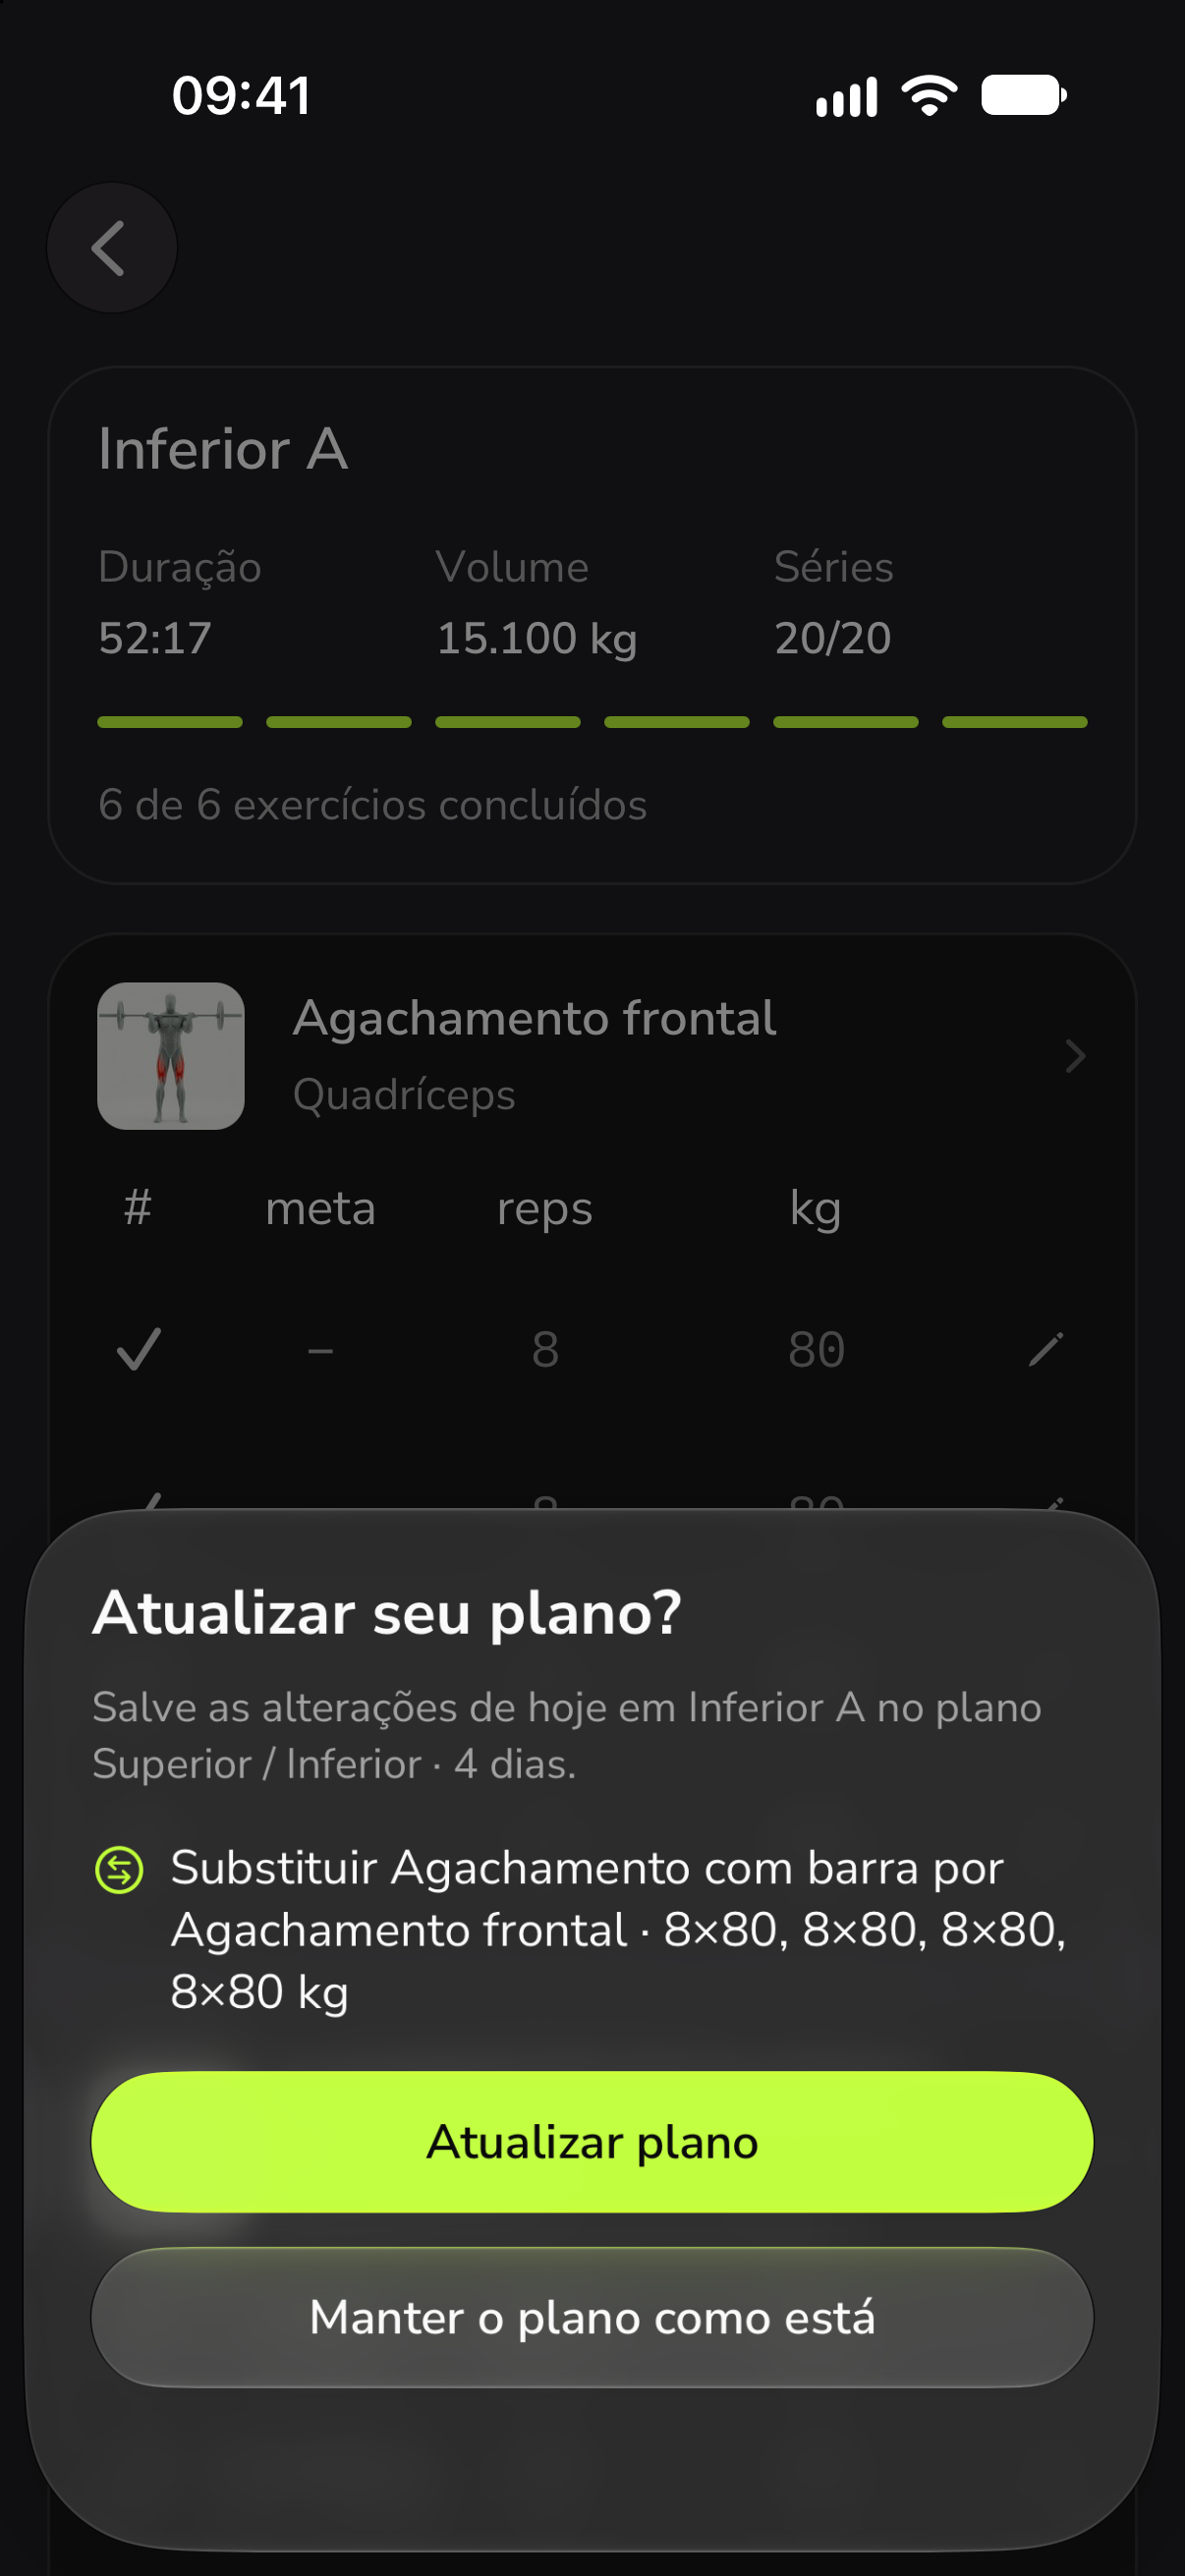 09:41
Inferior A
Duração Volume Séries
52:17 15.100 kg 20/20
6 de 6 exercícios concluídos
Agachamento frontal
Quadríceps
# meta reps kg
– 8 80
8 80
Atualizar seu plano?
Salve as alterações de hoje em Inferior A no plano
Superior / Inferior · 4 dias.
Substituir Agachamento com barra por
Agachamento frontal · 8×80, 8×80, 8×80,
8×80 kg
Atualizar plano
Manter o plano como está